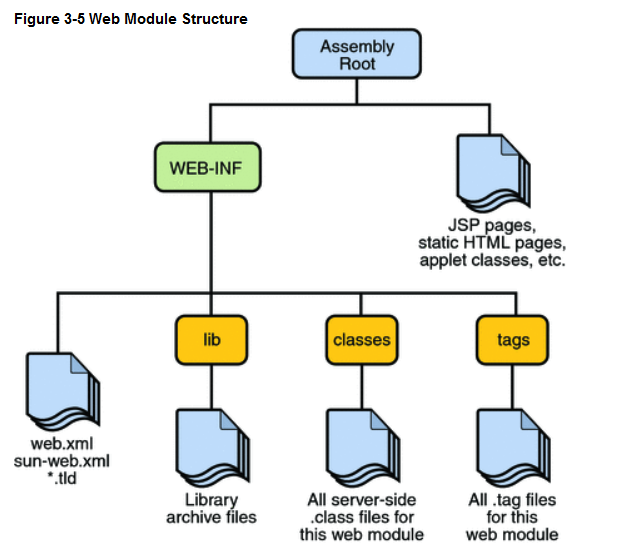 Figure 3-5 Web Module Structure
Assembly
Root
WEB-INF
JSP pages,
static HTML pages,
applet classes, etc.
lib
classes
tags
web.xml
sun-web.xml
*.tld
Library
archive files
All server-side
.class files for
this web module
All .tag files
for this
web module